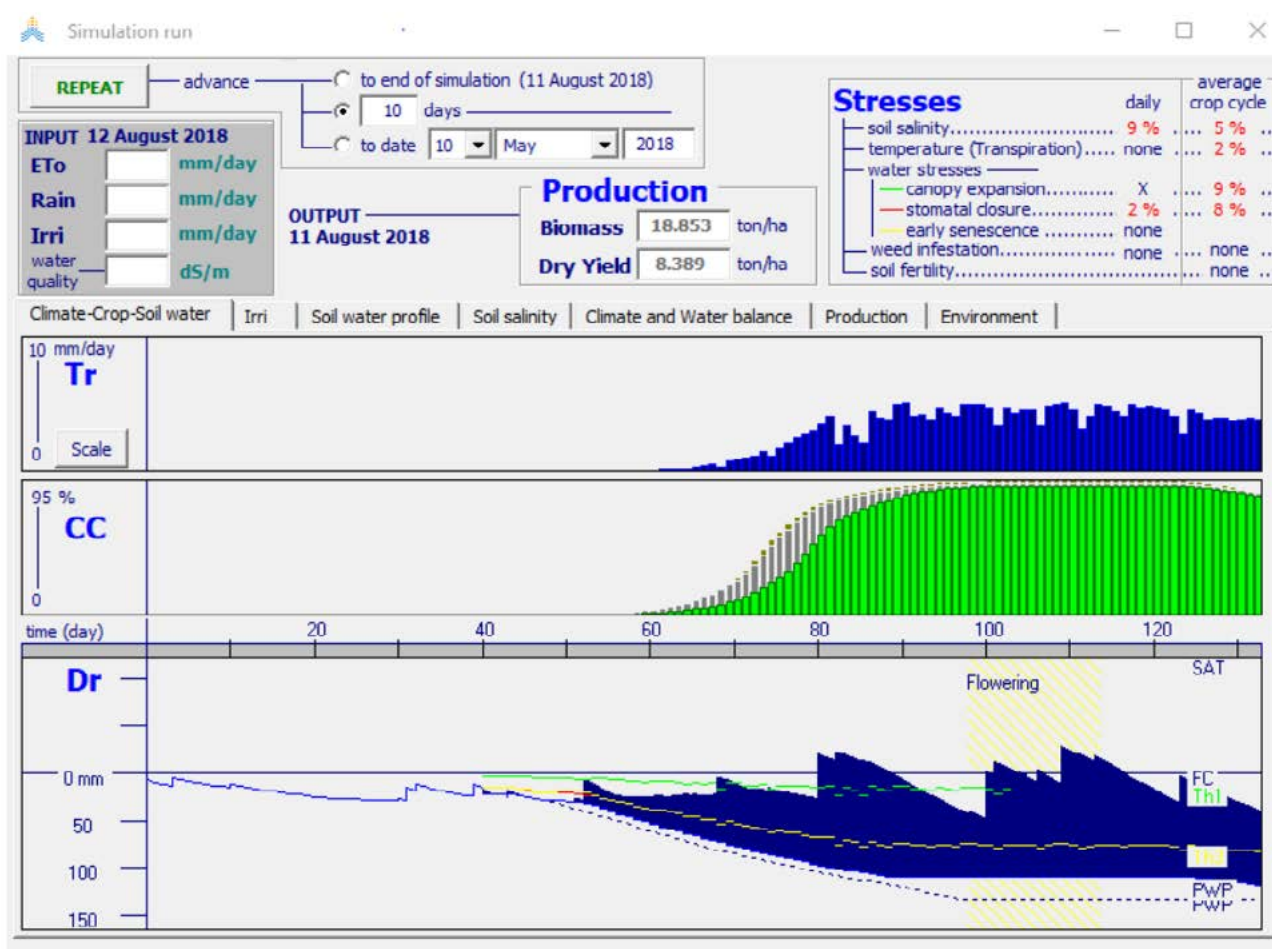 Simulation run
REPEAT
advance
to end of simulation (11 August 2018)
10 days
to date 10 May 2018
INPUT 12 August 2018
ETo mm/day
Rain mm/day
Irri mm/day
water
quality dS/m
OUTPUT
11 August 2018
Production
Biomass 18.853 ton/ha
Dry Yield 8.389 ton/ha
average
Stresses daily crop cycle
soil salinity............................ 9 % .... 5 % ..
temperature (Transpiration)..... none .... 2 % ..
water stresses
canopy expansion............ X .... 9 % ..
stomatal closure............. 2 % .... 8 % ..
early senescence ............ none
weed infestation................... none .... none ..
soil fertility.......................................... none ..
Climate-Crop-Soil water Irri Soil water profile Soil salinity Climate and Water balance Production Environment
10 mm/day
Tr
0 Scale
95 %
CC
0
time (day) 20 40 60 80 100 120
Dr
SAT
Flowering
0 mm
FC
Th1
50
Th2
100
PWP
PWP
150